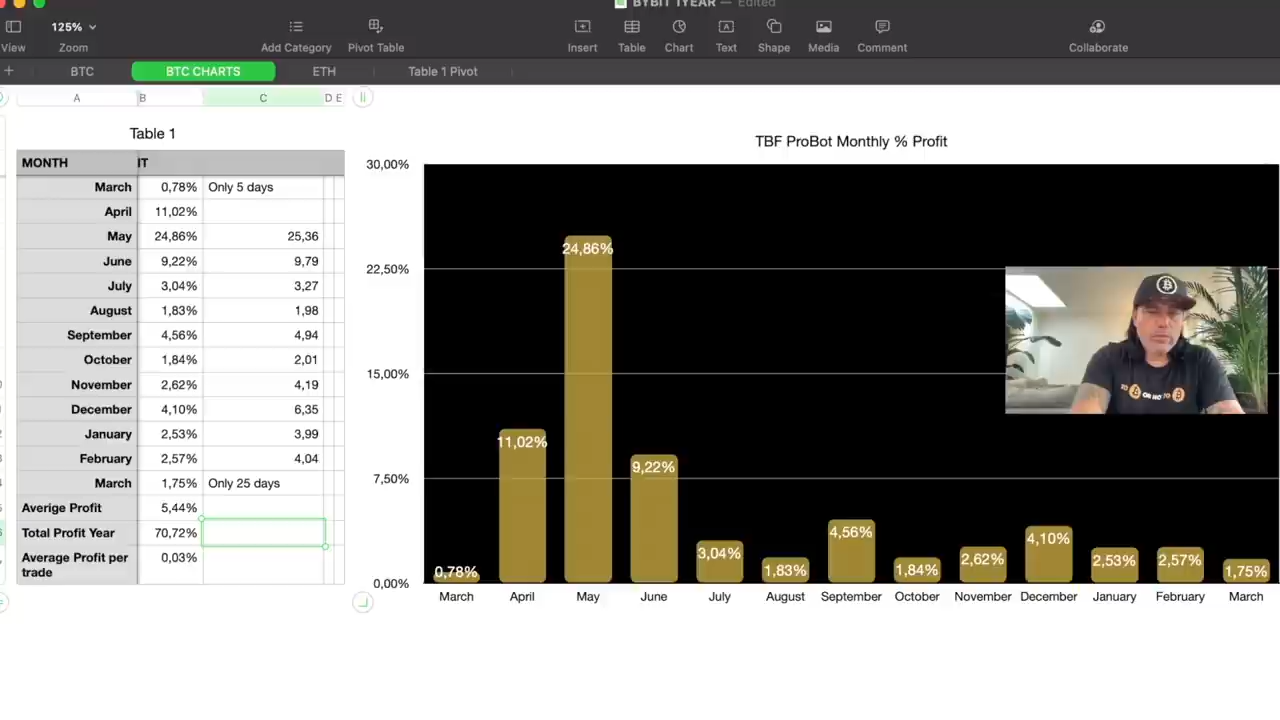 BYBIT 1YEAR — Edited
View
125%
Zoom
Add Category
Pivot Table
Insert
Table
Chart
Text
Shape
Media
Comment
Collaborate
+
BTC
BTC CHARTS
ETH
Table 1 Pivot
A B C D E
Table 1
MONTH IT
March 0,78% Only 5 days
April 11,02%
May 24,86% 25,36
June 9,22% 9,79
July 3,04% 3,27
August 1,83% 1,98
September 4,56% 4,94
October 1,84% 2,01
November 2,62% 4,19
December 4,10% 6,35
January 2,53% 3,99
February 2,57% 4,04
March 1,75% Only 25 days
Averige Profit 5,44%
Total Profit Year 70,72%
Average Profit per 0,03%
trade
TBF ProBot Monthly % Profit
30,00%
22,50%
15,00%
7,50%
0,00%
0,78%
11,02%
24,86%
9,22%
3,04%
1,83%
4,56%
1,84%
2,62%
4,10%
2,53%
2,57%
1,75%
March April May June July August September October November December January February March
OR NOT